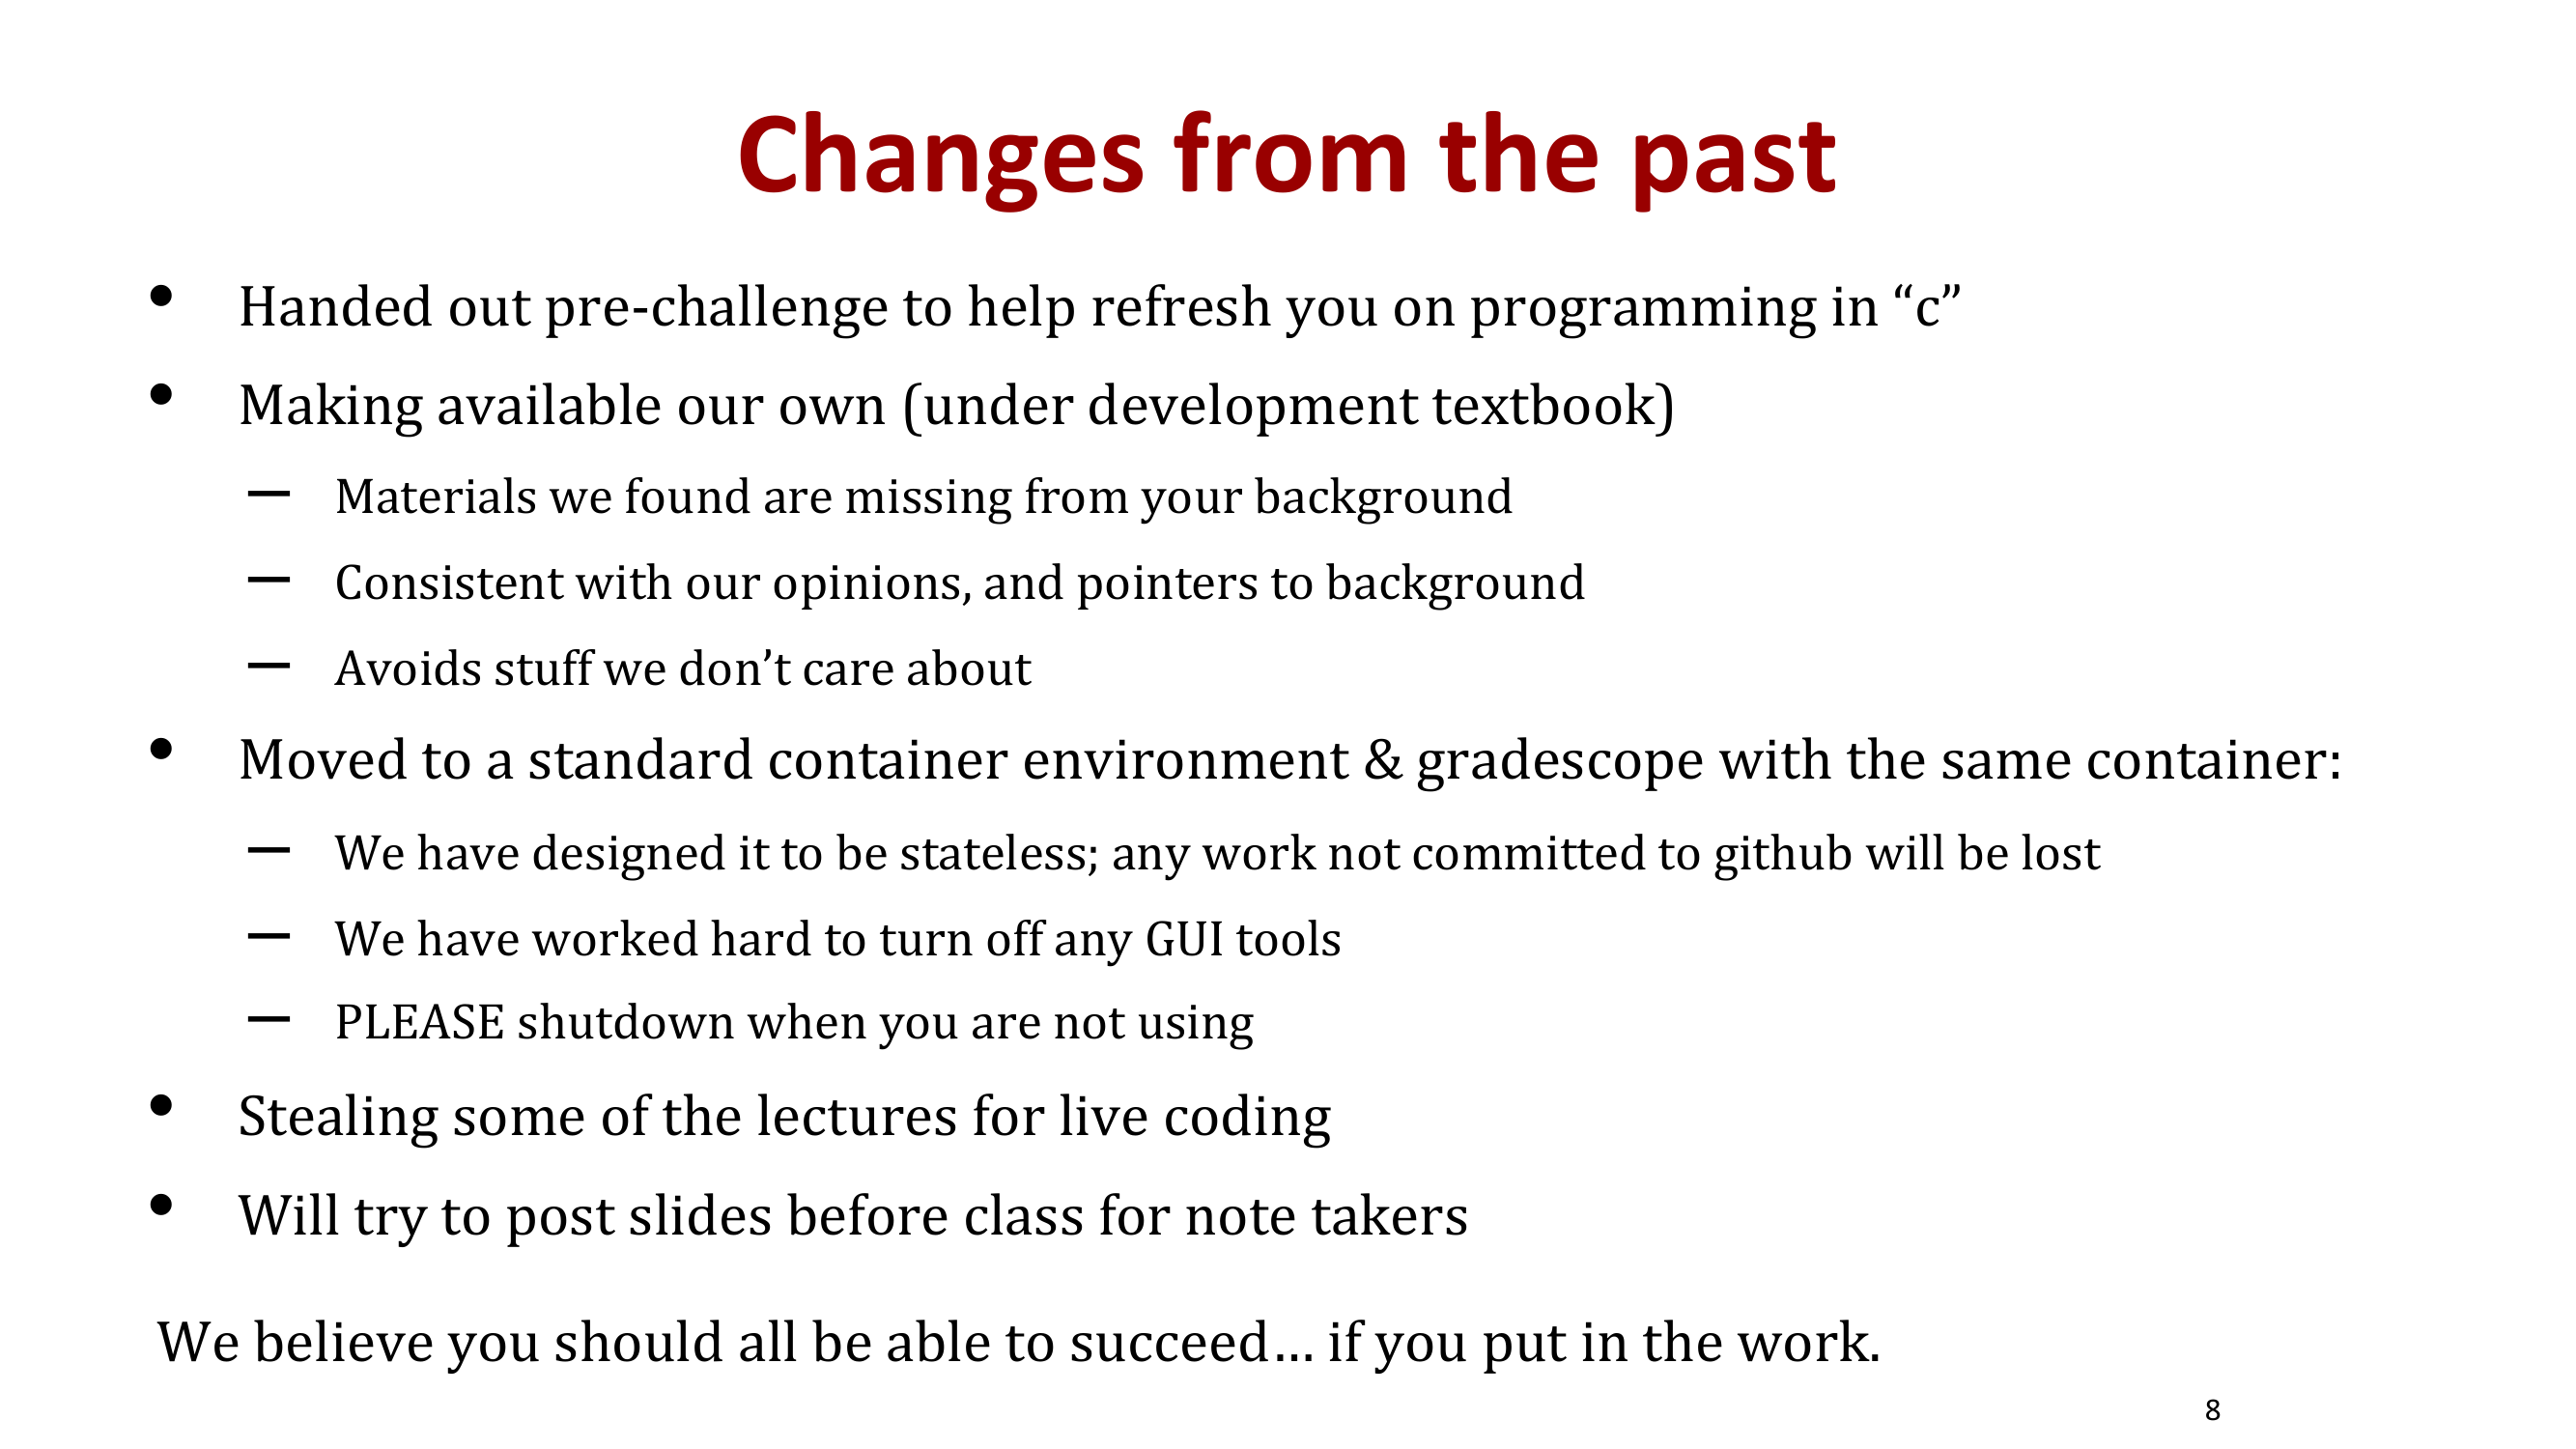 Changes from the past
• Handed out pre-challenge to help refresh you on programming in “c”
• Making available our own (under development textbook)
– Materials we found are missing from your background
– Consistent with our opinions, and pointers to background
– Avoids stuff we don’t care about
• Moved to a standard container environment & gradescope with the same container:
– We have designed it to be stateless; any work not committed to github will be lost
– We have worked hard to turn off any GUI tools
– PLEASE shutdown when you are not using
• Stealing some of the lectures for live coding
• Will try to post slides before class for note takers
We believe you should all be able to succeed… if you put in the work.
8